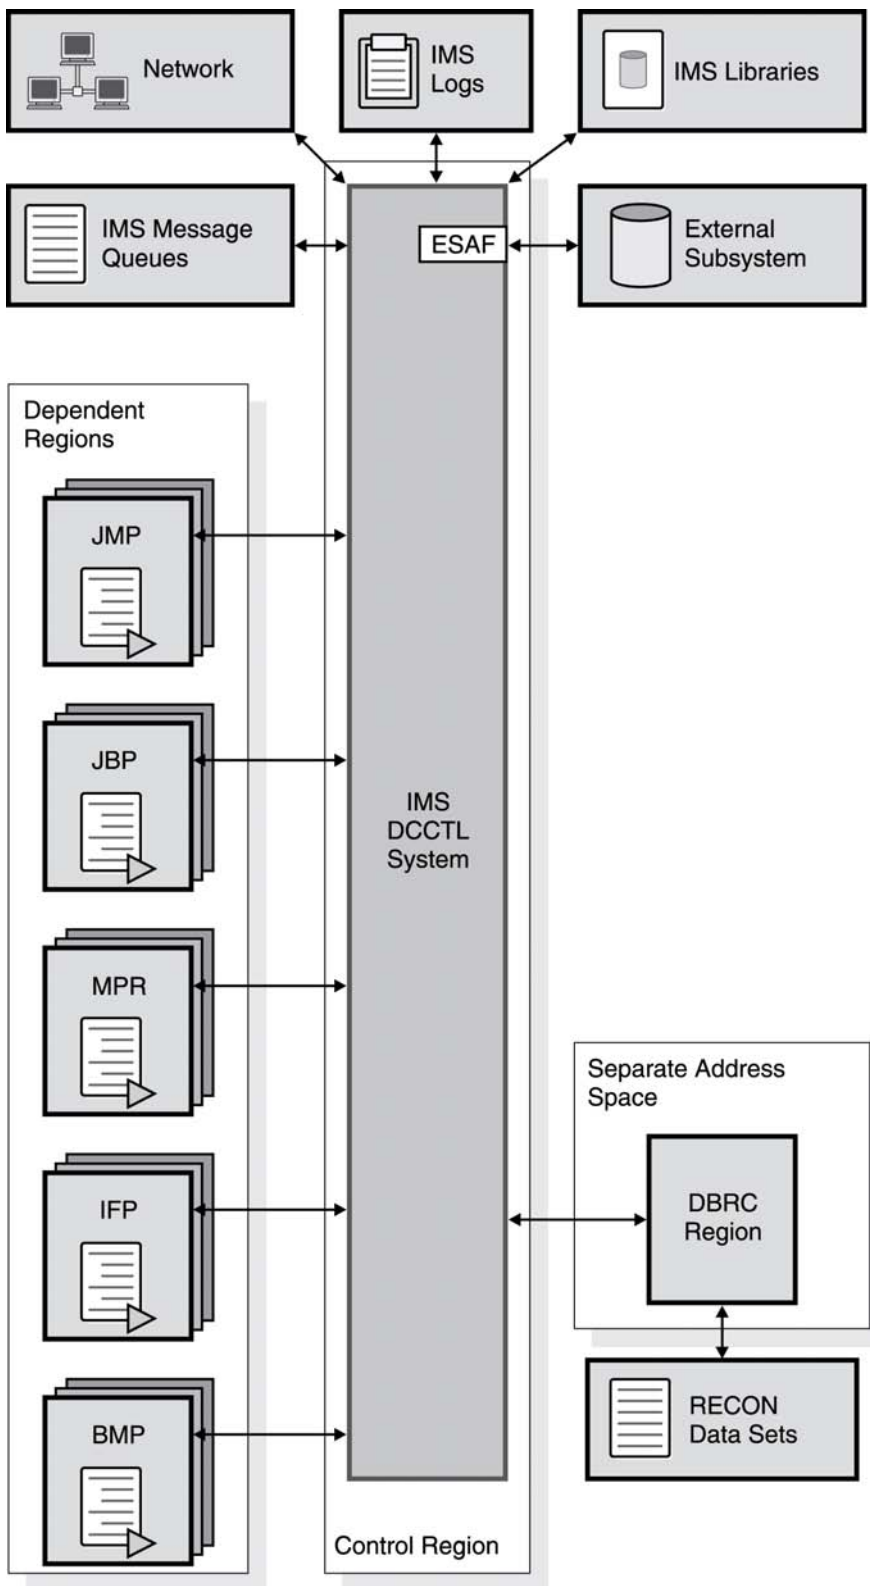 Network
IMS
Logs
IMS Libraries
IMS Message
Queues
ESAF
External
Subsystem
Dependent
Regions
JMP
JBP
IMS
DCCTL
System
MPR
Separate Address
Space
IFP
DBRC
Region
BMP
RECON
Data Sets
Control Region